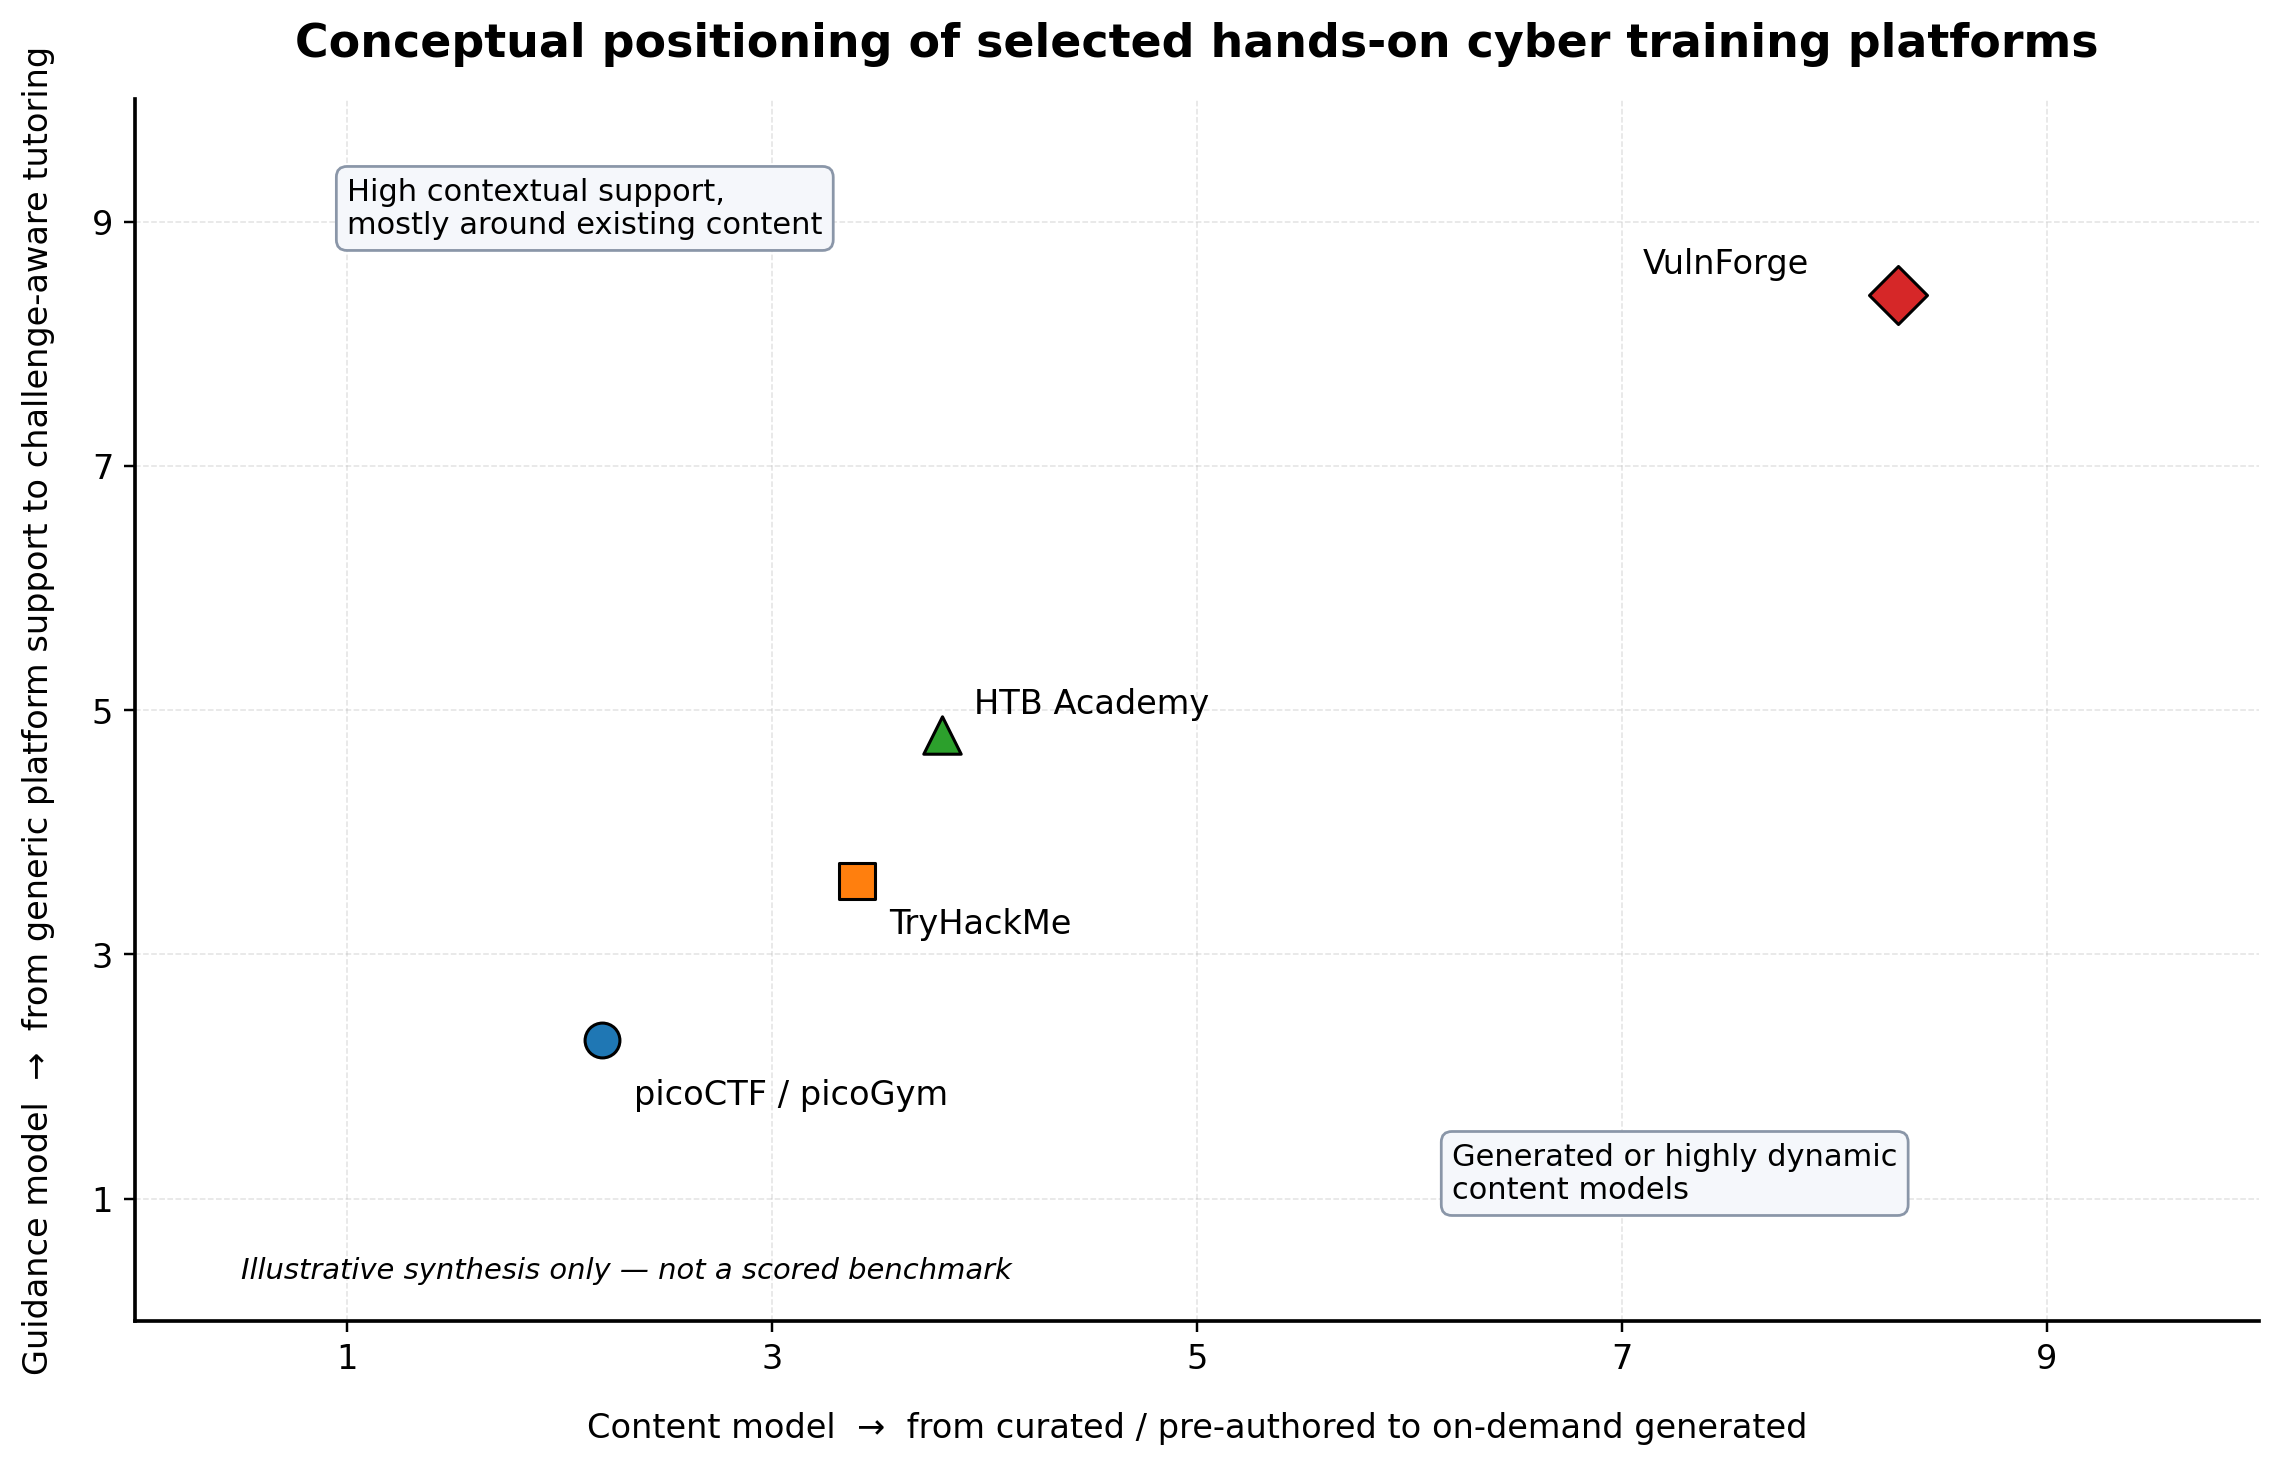 Conceptual positioning of selected hands-on cyber training platforms
Guidance model → from generic platform support to challenge-aware tutoring
9
7
5
3
1
High contextual support,
mostly around existing content
VulnForge
HTB Academy
TryHackMe
picoCTF / picoGym
Generated or highly dynamic
content models
Illustrative synthesis only — not a scored benchmark
1
3
5
7
9
Content model → from curated / pre-authored to on-demand generated